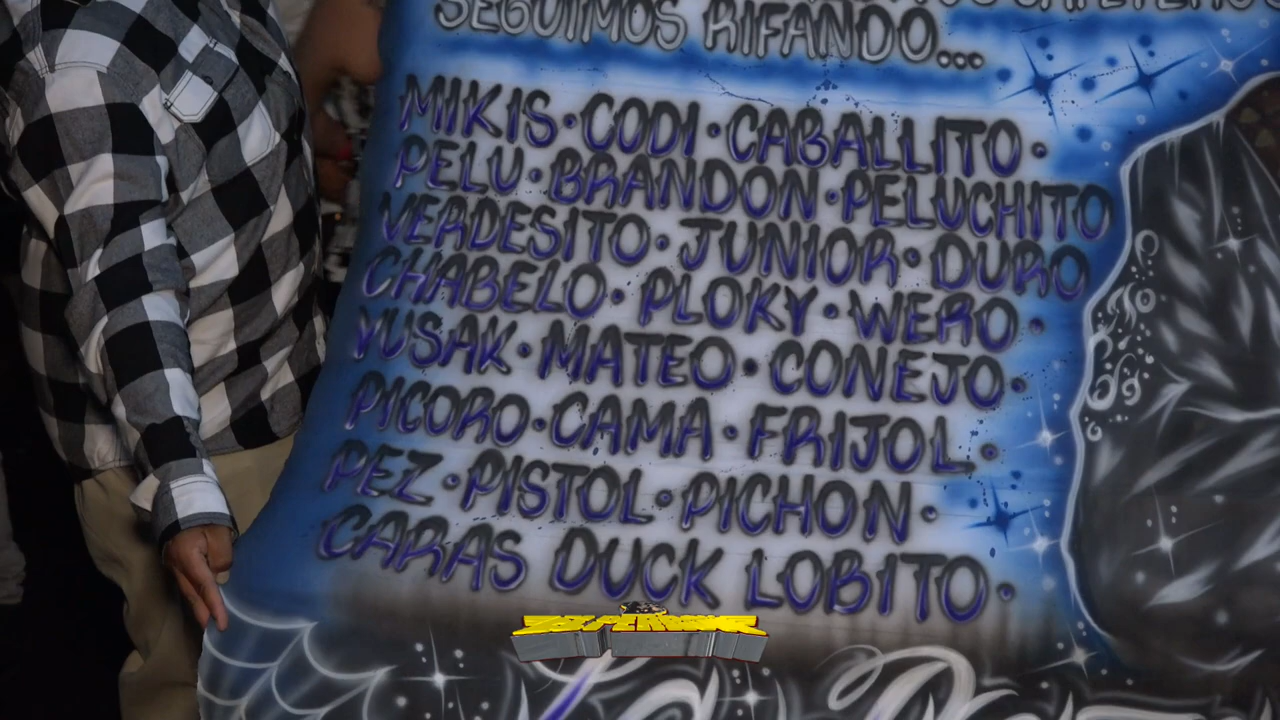 SEGUIMOS RIFANDO...
MIKIS · CODI · CABALLITO ·
PELU · BRANDON · PELUCHITO
VERDESITO · JUNIOR · DURO
CHABELO · PLOKY · WERO ·
YUSAK · MATEO · CONEJO ·
PICORO · CAMA · FRIJOL ·
PEZ · PISTOL · PICHON ·
CARAS DUCK LOBITO ·